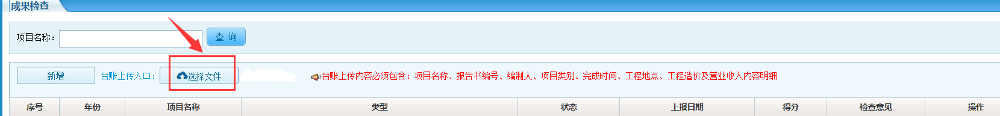 成果检查
项目名称： 查 询
新增 台账上传入口： 选择文件 台账上传内容必须包含：项目名称、报告书编号、编制人、项目类别、完成时间、工程地点、工程造价及营业收入内容明细
序号 年份 项目名称 类型 状态 上报日期 得分 检查意见 操作